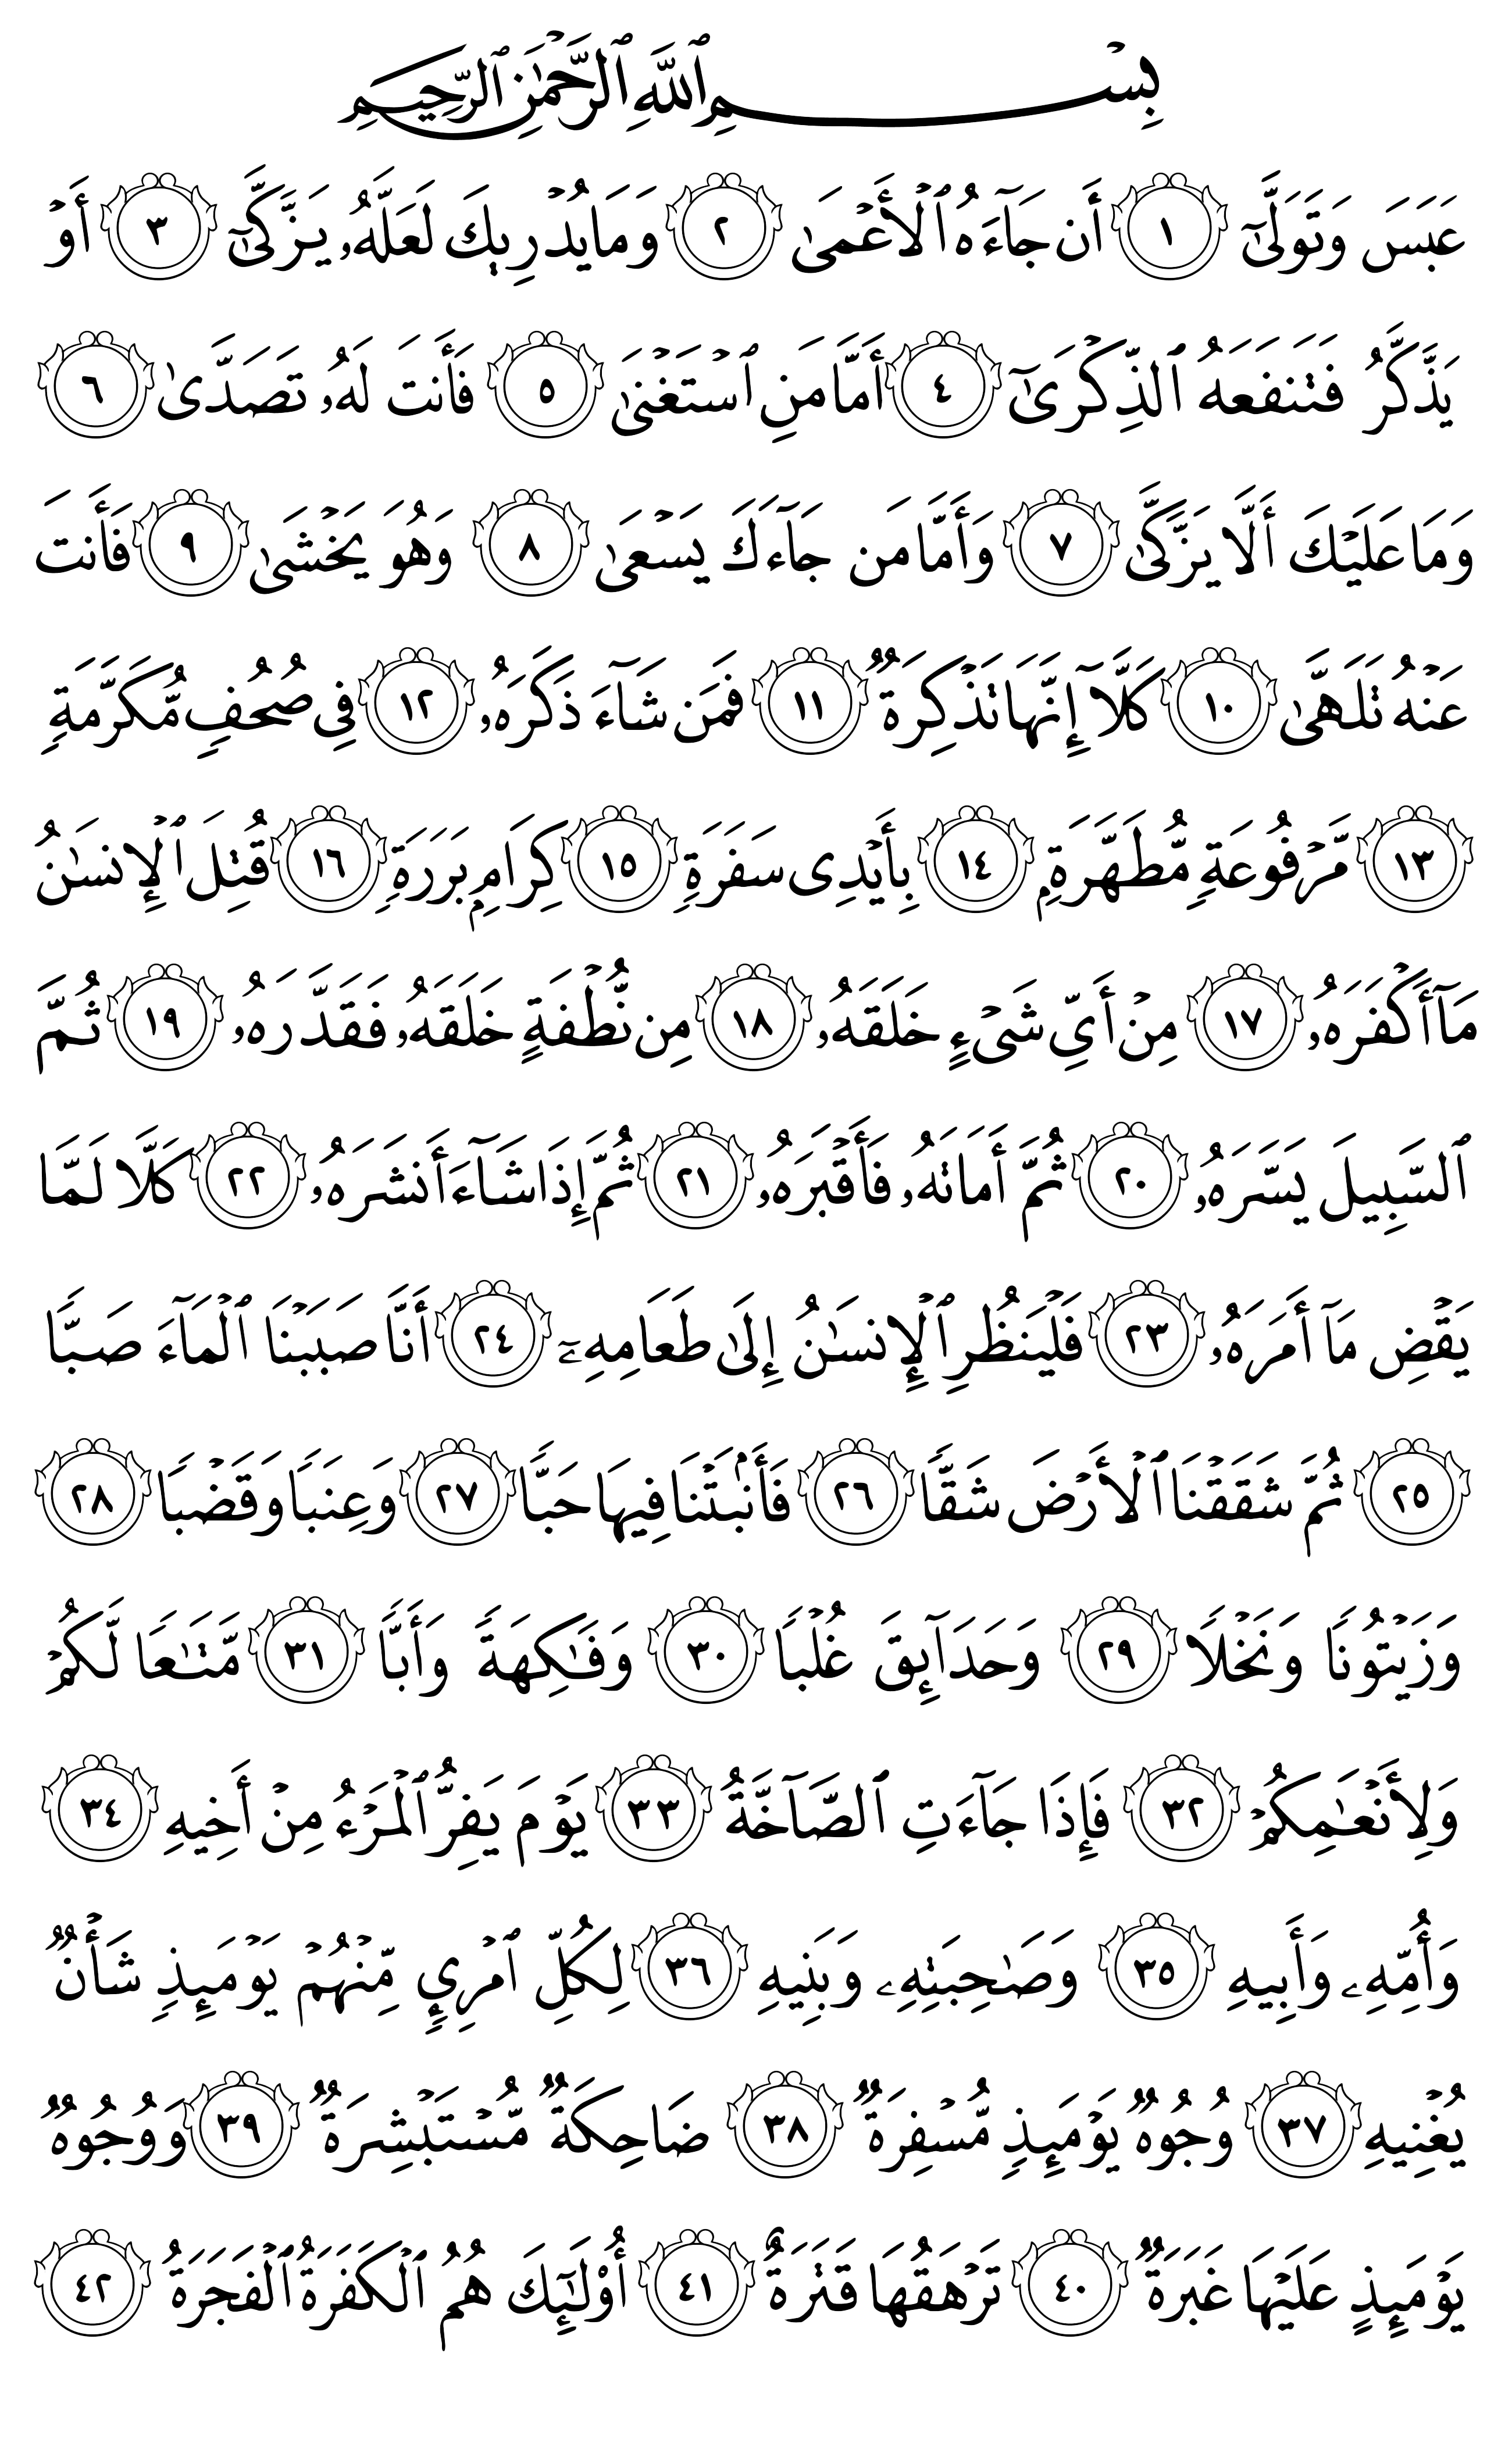 بِسْمِ ٱللَّهِ ٱلرَّحْمَٰنِ ٱلرَّحِيمِ
عَبَسَ وَتَوَلَّىٰٓ ١ أَن جَآءَهُ ٱلْأَعْمَىٰ ٢ وَمَا يُدْرِيكَ لَعَلَّهُۥ يَزَّكَّىٰٓ ٣ أَوْ
يَذَّكَّرُ فَتَنفَعَهُ ٱلذِّكْرَىٰٓ ٤ أَمَّا مَنِ ٱسْتَغْنَىٰ ٥ فَأَنتَ لَهُۥ تَصَدَّىٰ ٦
وَمَا عَلَيْكَ أَلَّا يَزَّكَّىٰ ٧ وَأَمَّا مَن جَآءَكَ يَسْعَىٰ ٨ وَهُوَ يَخْشَىٰ ٩ فَأَنتَ
عَنْهُ تَلَهَّىٰ ١٠ كَلَّآ إِنَّهَا تَذْكِرَةٌ ١١ فَمَن شَآءَ ذَكَرَهُۥ ١٢ فِى صُحُفٍ مُّكَرَّمَةٍ
١٣ مَّرْفُوعَةٍ مُّطَهَّرَةٍۭ ١٤ بِأَيْدِى سَفَرَةٍ ١٥ كِرَامٍۭ بَرَرَةٍ ١٦ قُتِلَ ٱلْإِنسَٰنُ
مَآ أَكْفَرَهُۥ ١٧ مِنْ أَىِّ شَىْءٍ خَلَقَهُۥ ١٨ مِن نُّطْفَةٍ خَلَقَهُۥ فَقَدَّرَهُۥ ١٩ ثُمَّ
ٱلسَّبِيلَ يَسَّرَهُۥ ٢٠ ثُمَّ أَمَاتَهُۥ فَأَقْبَرَهُۥ ٢١ ثُمَّ إِذَا شَآءَ أَنشَرَهُۥ ٢٢ كَلَّا لَمَّا
يَقْضِ مَآ أَمَرَهُۥ ٢٣ فَلْيَنظُرِ ٱلْإِنسَٰنُ إِلَىٰ طَعَامِهِۦٓ ٢٤ أَنَّا صَبَبْنَا ٱلْمَآءَ صَبًّا
٢٥ ثُمَّ شَقَقْنَا ٱلْأَرْضَ شَقًّا ٢٦ فَأَنۢبَتْنَا فِيهَا حَبًّا ٢٧ وَعِنَبًا وَقَضْبًا ٢٨
وَزَيْتُونًا وَنَخْلًا ٢٩ وَحَدَآئِقَ غُلْبًا ٣٠ وَفَٰكِهَةً وَأَبًّا ٣١ مَّتَٰعًا لَّكُمْ
وَلِأَنْعَٰمِكُمْ ٣٢ فَإِذَا جَآءَتِ ٱلصَّآخَّةُ ٣٣ يَوْمَ يَفِرُّ ٱلْمَرْءُ مِنْ أَخِيهِ ٣٤
وَأُمِّهِۦ وَأَبِيهِ ٣٥ وَصَٰحِبَتِهِۦ وَبَنِيهِ ٣٦ لِكُلِّ ٱمْرِئٍ مِّنْهُمْ يَوْمَئِذٍ شَأْنٌ
يُغْنِيهِ ٣٧ وُجُوهٌ يَوْمَئِذٍ مُّسْفِرَةٌ ٣٨ ضَاحِكَةٌ مُّسْتَبْشِرَةٌ ٣٩ وَوُجُوهٌ
يَوْمَئِذٍ عَلَيْهَا غَبَرَةٌ ٤٠ تَرْهَقُهَا قَتَرَةٌ ٤١ أُو۟لَٰٓئِكَ هُمُ ٱلْكَفَرَةُ ٱلْفَجَرَةُ ٤٢